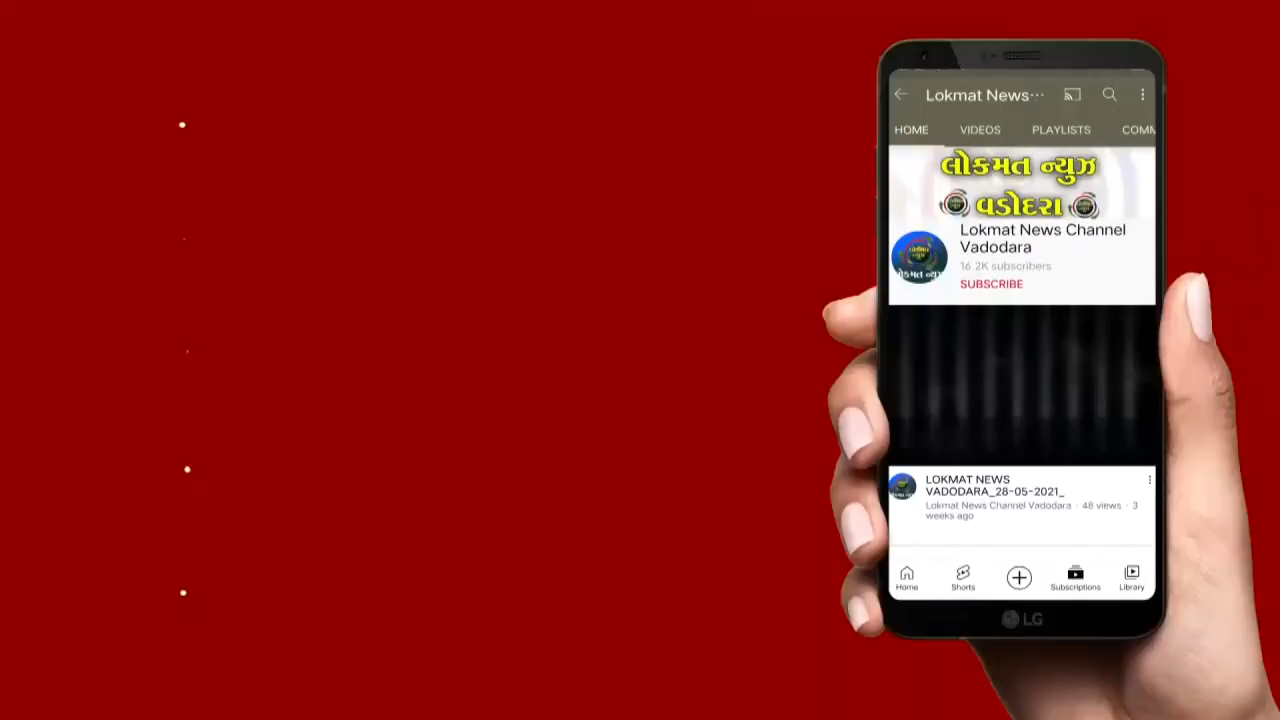 Lokmat News...
HOME VIDEOS PLAYLISTS COMM
લોકમત ન્યુઝ
વડોદરા
Lokmat News Channel
Vadodara
16.2K subscribers
SUBSCRIBE
લોકમત ન્યુઝ
LOKMAT NEWS
VADODARA_28-05-2021_
Lokmat News Channel Vadodara · 48 views · 3
weeks ago
Home Shorts Subscriptions Library
LG